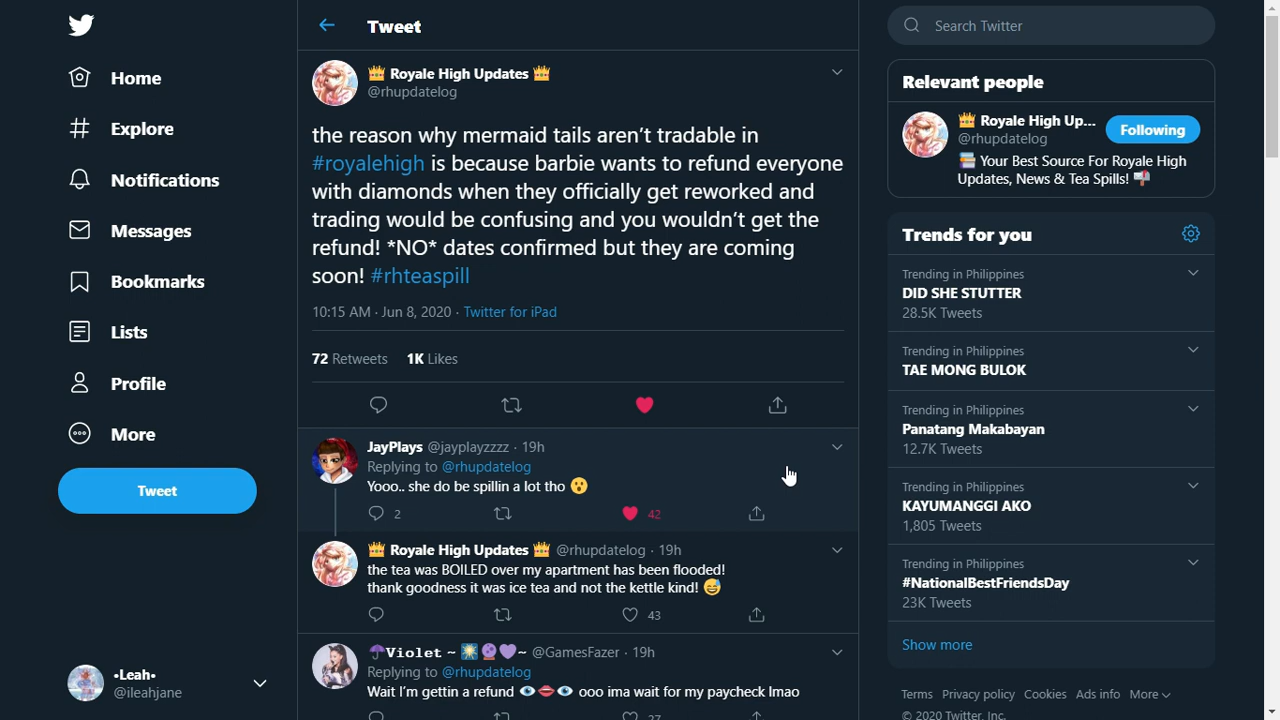 Home
Explore
Notifications
Messages
Bookmarks
Lists
Profile
More
Tweet
•Leah•
@ileahjane
Tweet
👑 Royale High Updates 👑
@rhupdatelog
the reason why mermaid tails aren't tradable in
#royalehigh is because barbie wants to refund everyone
with diamonds when they officially get reworked and
trading would be confusing and you wouldn't get the
refund! *NO* dates confirmed but they are coming
soon! #rhteaspill
10:15 AM · Jun 8, 2020 · Twitter for iPad
72 Retweets 1K Likes
JayPlays @jayplayzzzz · 19h
Replying to @rhupdatelog
Yooo.. she do be spillin a lot tho 😮
2 42
👑 Royale High Updates 👑 @rhupdatelog · 19h
the tea was BOILED over my apartment has been flooded!
thank goodness it was ice tea and not the kettle kind! 😅
43
☂Violet ~ 🎇🔮💜~ @GamesFazer · 19h
Replying to @rhupdatelog
Wait I'm gettin a refund 👁👄👁 ooo ima wait for my paycheck lmao
27
Search Twitter
Relevant people
👑 Royale High Up...
@rhupdatelog
Following
📚 Your Best Source For Royale High
Updates, News & Tea Spills! 📬
Trends for you
Trending in Philippines
DID SHE STUTTER
28.5K Tweets
Trending in Philippines
TAE MONG BULOK
Trending in Philippines
Panatang Makabayan
12.7K Tweets
Trending in Philippines
KAYUMANGGI AKO
1,805 Tweets
Trending in Philippines
#NationalBestFriendsDay
23K Tweets
Show more
Terms Privacy policy Cookies Ads info More
© 2020 Twitter, Inc.